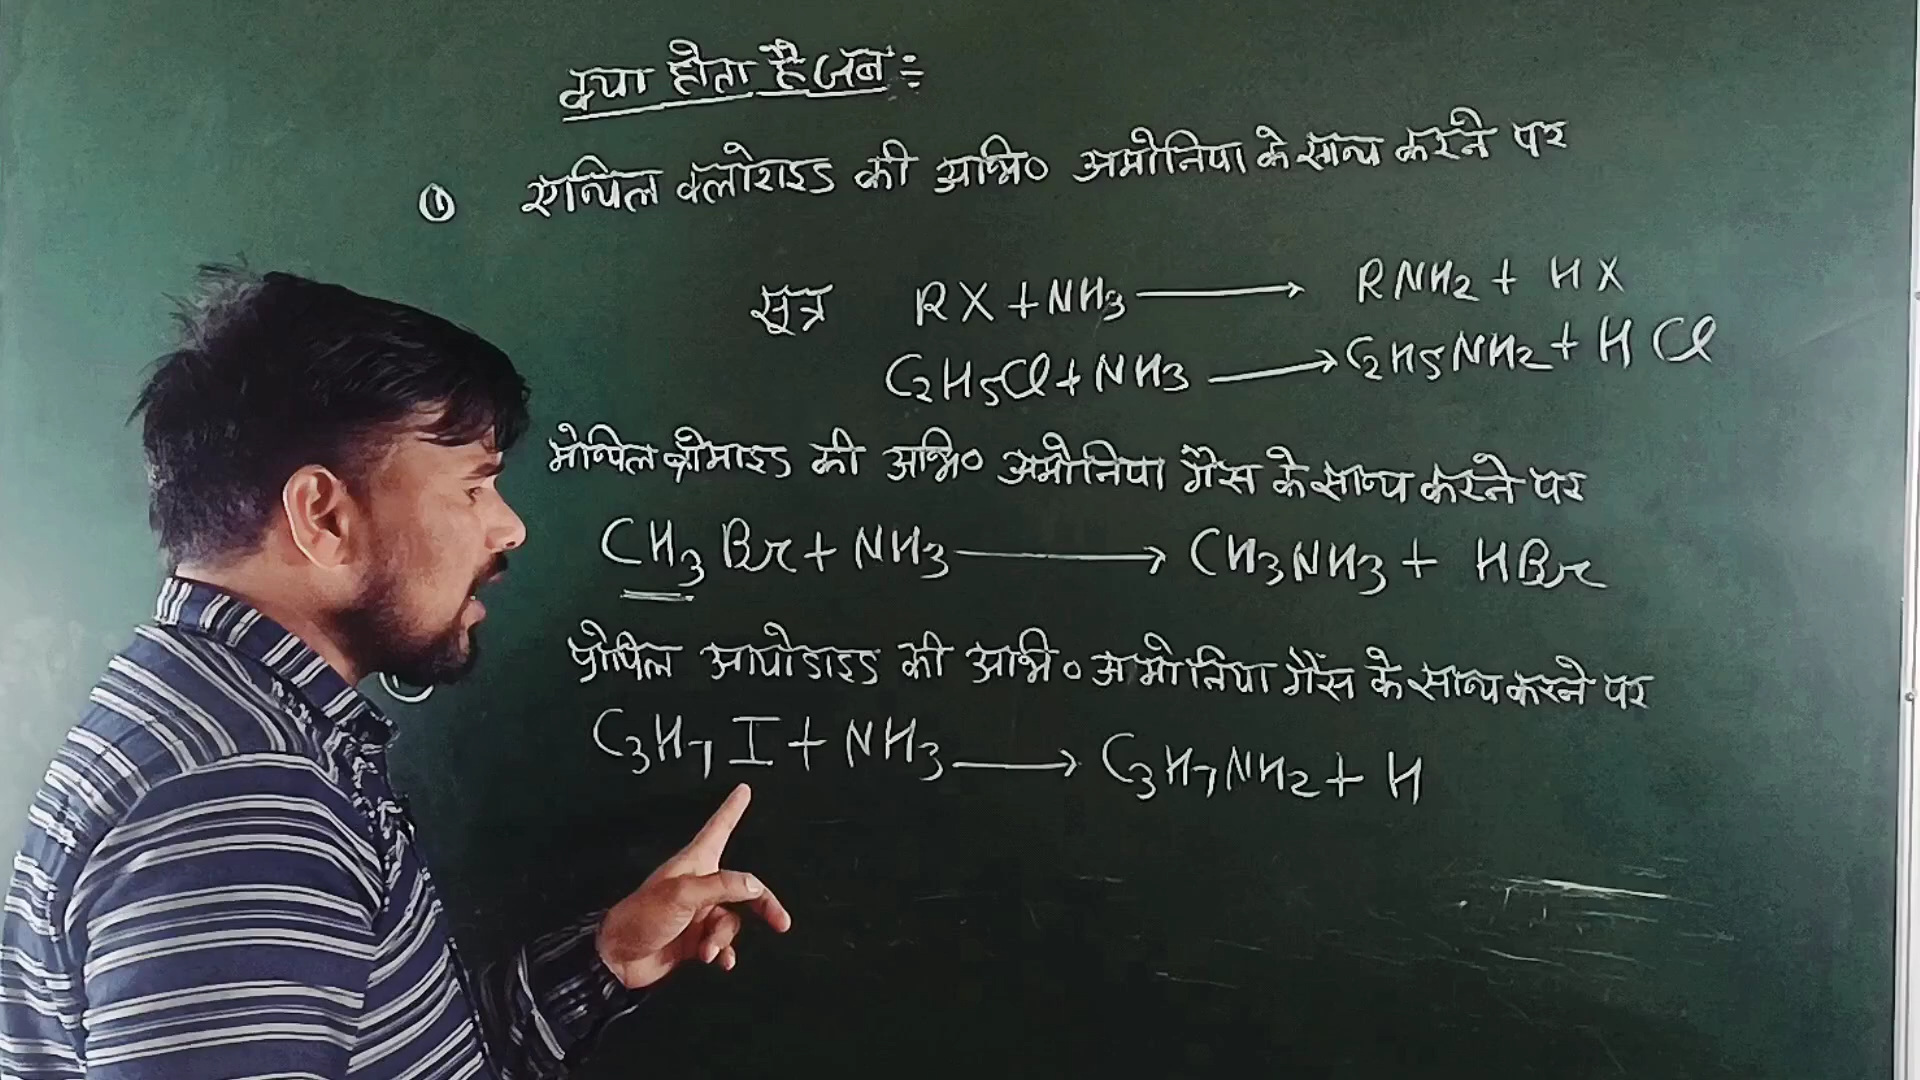 क्या होता है जब :-
① एथिल क्लोराइड की अभि० अमोनिया के साथ करने पर
सूत्र RX + NH3 ⟶ RNH2 + HX
C2H5Cl + NH3 ⟶ C2H5NH2 + HCl
मेथिल ब्रोमाइड की अभि० अमोनिया गैस के साथ करने पर
CH3Br + NH3 ⟶ CH3NH3 + HBr
प्रोपिल आयोडाइड की अभि० अमोनिया गैस के साथ करने पर
C3H7I + NH3 ⟶ C3H7NH2 + H